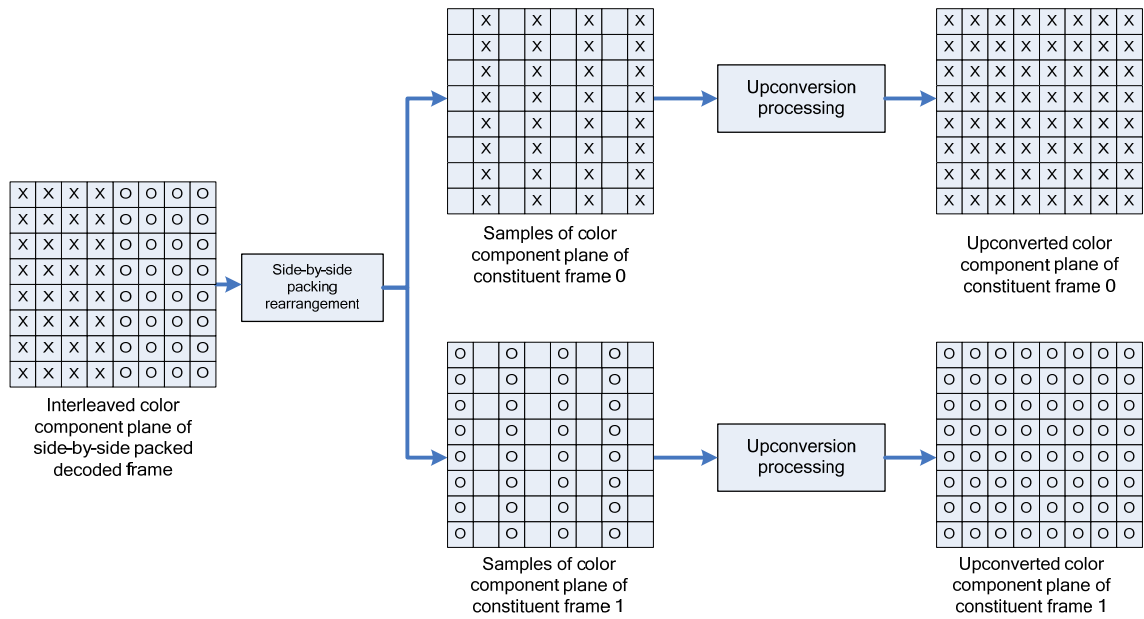 X X X X O O O O
X X X X O O O O
X X X X O O O O
X X X X O O O O
X X X X O O O O
X X X X O O O O
X X X X O O O O
X X X X O O O O
Interleaved color
component plane of
side-by-side packed
decoded frame
Side-by-side
packing
rearrangement
X X X X
X X X X
X X X X
X X X X
X X X X
X X X X
X X X X
X X X X
Samples of color
component plane of
constituent frame 0
Upconversion
processing
X X X X X X X X
X X X X X X X X
X X X X X X X X
X X X X X X X X
X X X X X X X X
X X X X X X X X
X X X X X X X X
X X X X X X X X
Upconverted color
component plane of
constituent frame 0
O O O O
O O O O
O O O O
O O O O
O O O O
O O O O
O O O O
O O O O
Samples of color
component plane of
constituent frame 1
Upconversion
processing
O O O O O O O O
O O O O O O O O
O O O O O O O O
O O O O O O O O
O O O O O O O O
O O O O O O O O
O O O O O O O O
O O O O O O O O
Upconverted color
component plane of
constituent frame 1